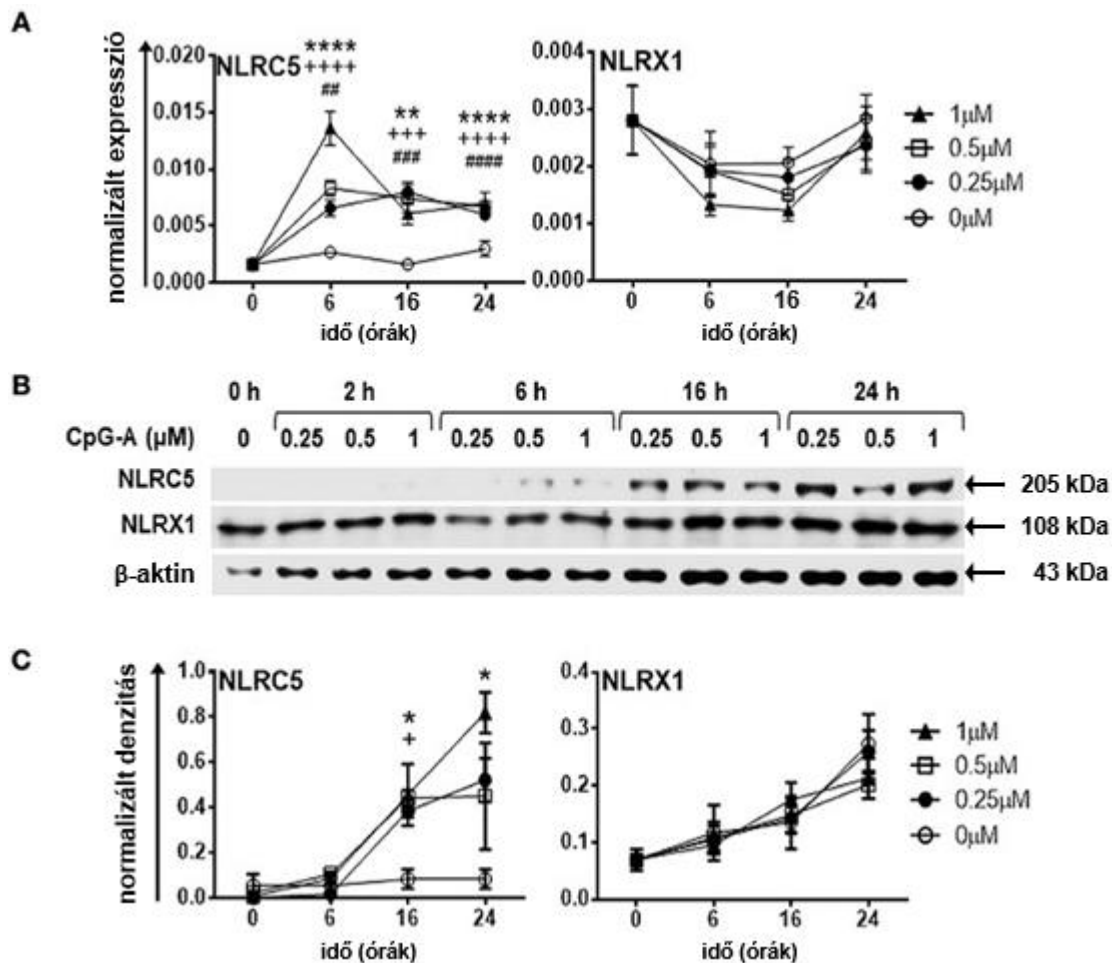 A
normalizált expresszió
NLRC5
0.020
0.015
0.010
0.005
0.000
****
++++
##
**
+++
###
****
++++
####
0 6 16 24
idő (órák)
NLRX1
0.004
0.003
0.002
0.001
0.000
0 6 16 24
idő (órák)
1μM
0.5μM
0.25μM
0μM
B
0 h 2 h 6 h 16 h 24 h
CpG-A (μM) 0 0.25 0.5 1 0.25 0.5 1 0.25 0.5 1 0.25 0.5 1
NLRC5 205 kDa
NLRX1 108 kDa
β-aktin 43 kDa
C
normalizált denzitás
NLRC5
1.0
0.8
0.6
0.4
0.2
0.0
*
+
*
0 6 16 24
idő (órák)
NLRX1
0.4
0.3
0.2
0.1
0.0
0 6 16 24
idő (órák)
1μM
0.5μM
0.25μM
0μM